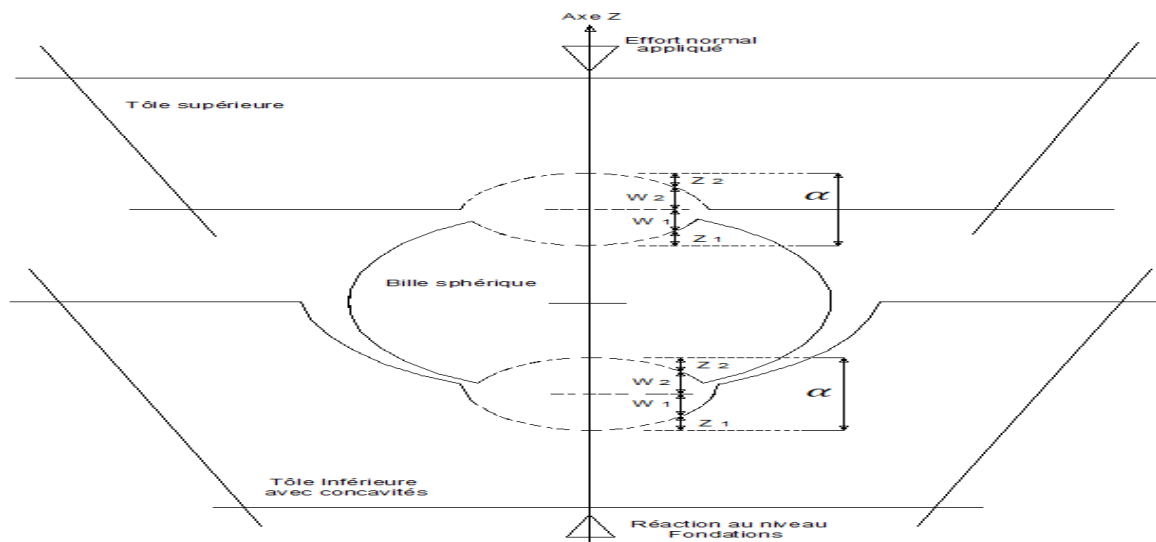 Axe Z
Effort normal
appliqué
Tôle supérieure
Z 2
W 2
α
W 1
Z 1
Bille sphérique
Z 2
W 2
α
W 1
Z 1
Tôle Inférieure
avec concavités
Réaction au niveau
Fondations